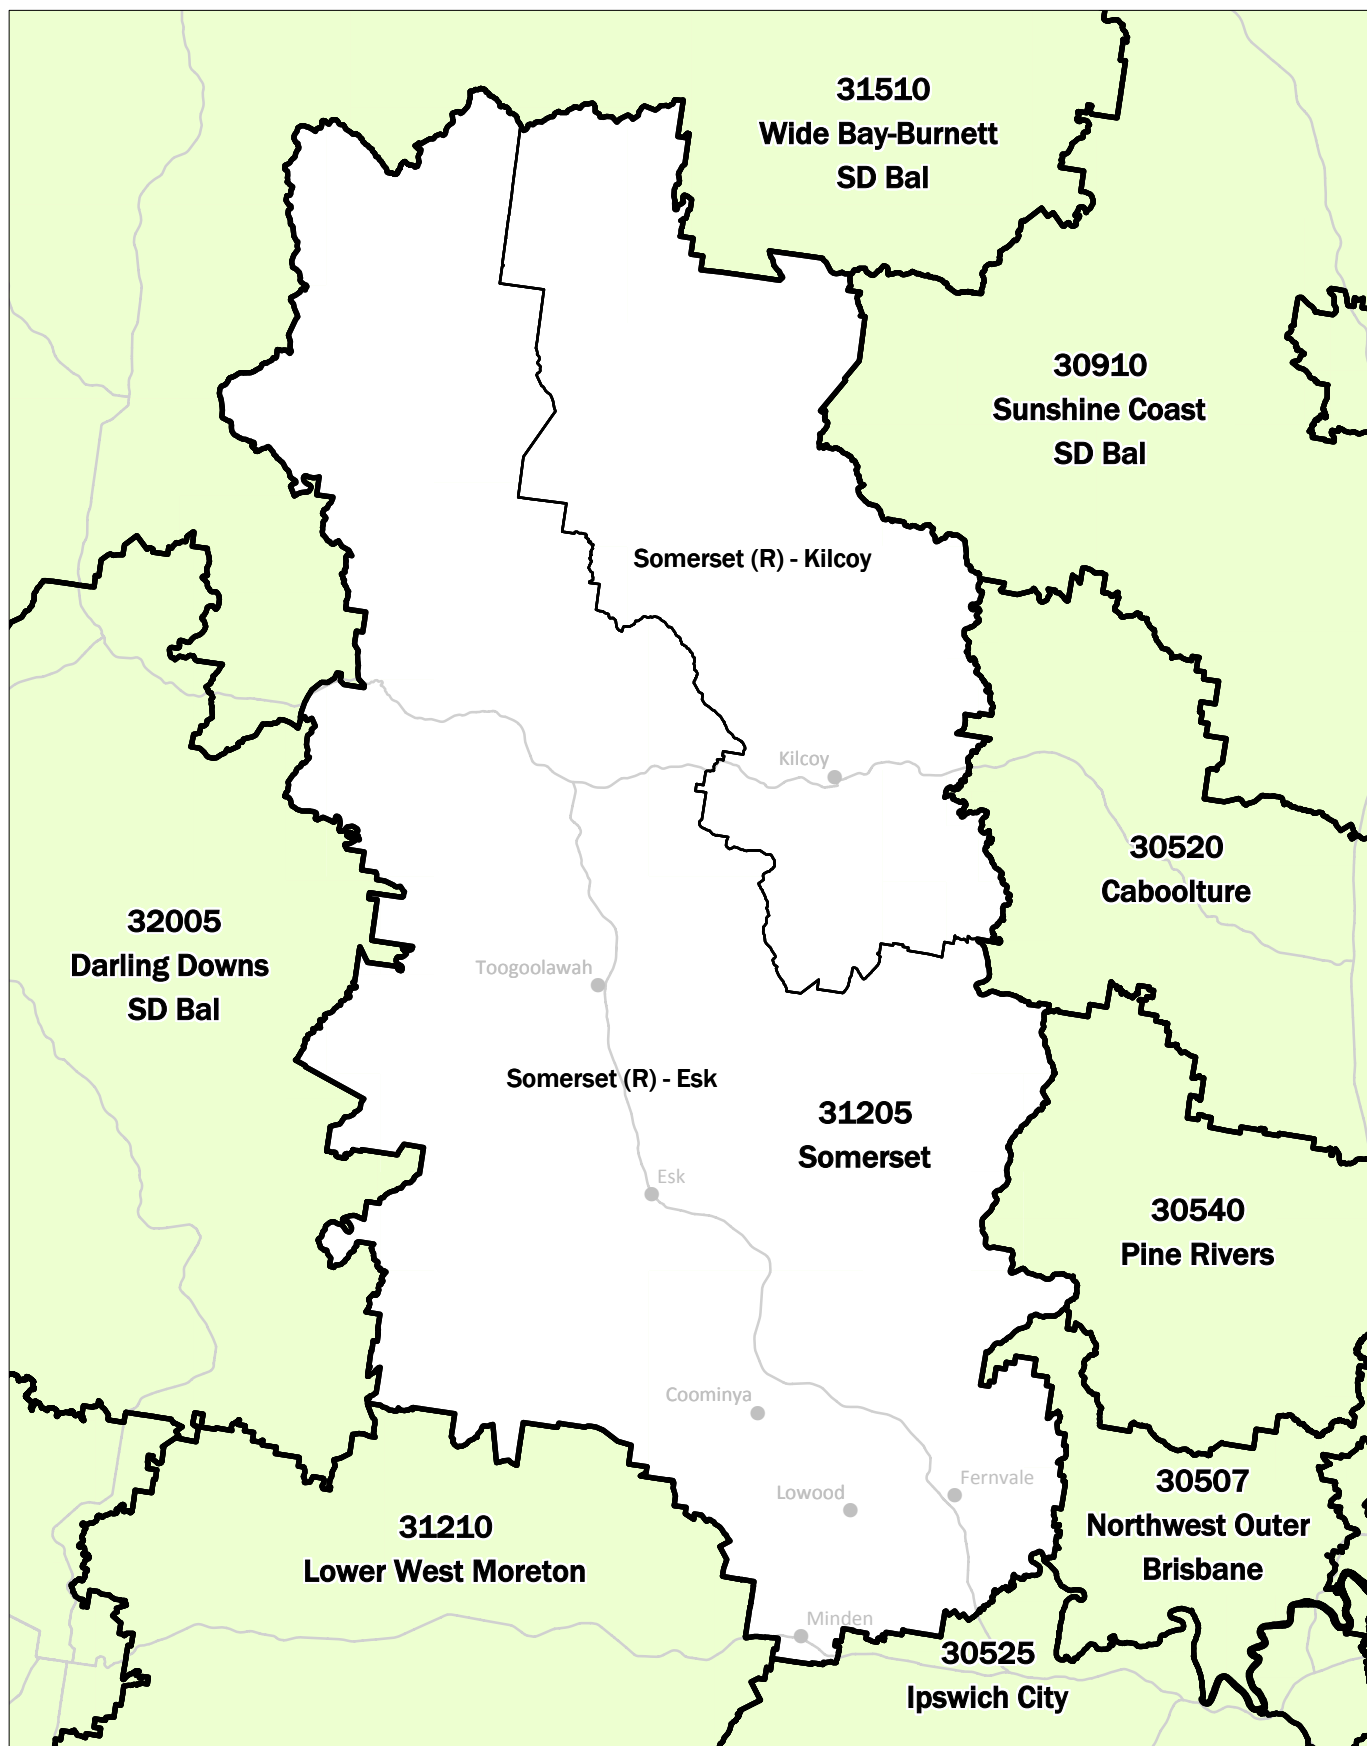 31510
Wide Bay-Burnett
SD Bal
30910
Sunshine Coast
SD Bal
Somerset (R) - Kilcoy
Kilcoy
30520
Caboolture
32005
Darling Downs
SD Bal
Toogoolawah
Somerset (R) - Esk
31205
Somerset
Esk
30540
Pine Rivers
Coominya
Fernvale
Lowood
30507
Northwest Outer
Brisbane
31210
Lower West Moreton
Minden
30525
Ipswich City